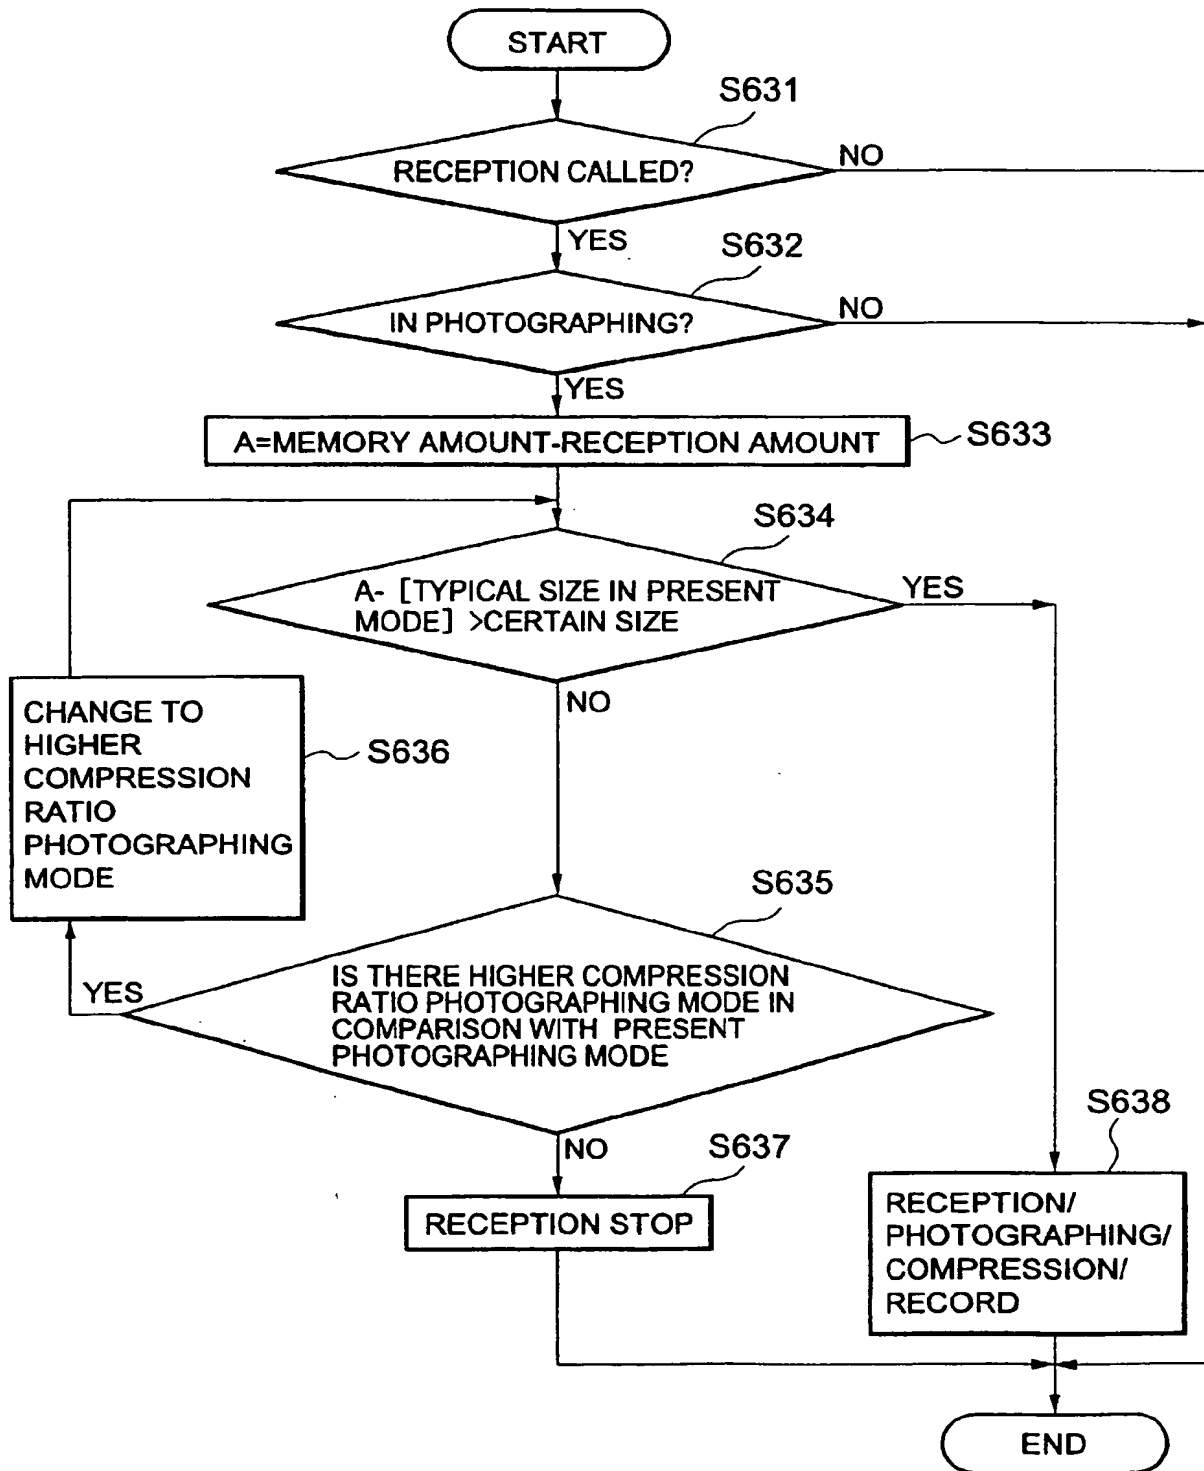 START
S631
RECEPTION CALLED?
NO
YES
S632
IN PHOTOGRAPHING?
NO
YES
A=MEMORY AMOUNT-RECEPTION AMOUNT
S633
S634
A- [TYPICAL SIZE IN PRESENT
MODE] >CERTAIN SIZE
YES
NO
CHANGE TO
HIGHER
COMPRESSION
RATIO
PHOTOGRAPHING
MODE
S636
S635
IS THERE HIGHER COMPRESSION
RATIO PHOTOGRAPHING MODE IN
COMPARISON WITH PRESENT
PHOTOGRAPHING MODE
YES
NO
S637
RECEPTION STOP
S638
RECEPTION/
PHOTOGRAPHING/
COMPRESSION/
RECORD
END